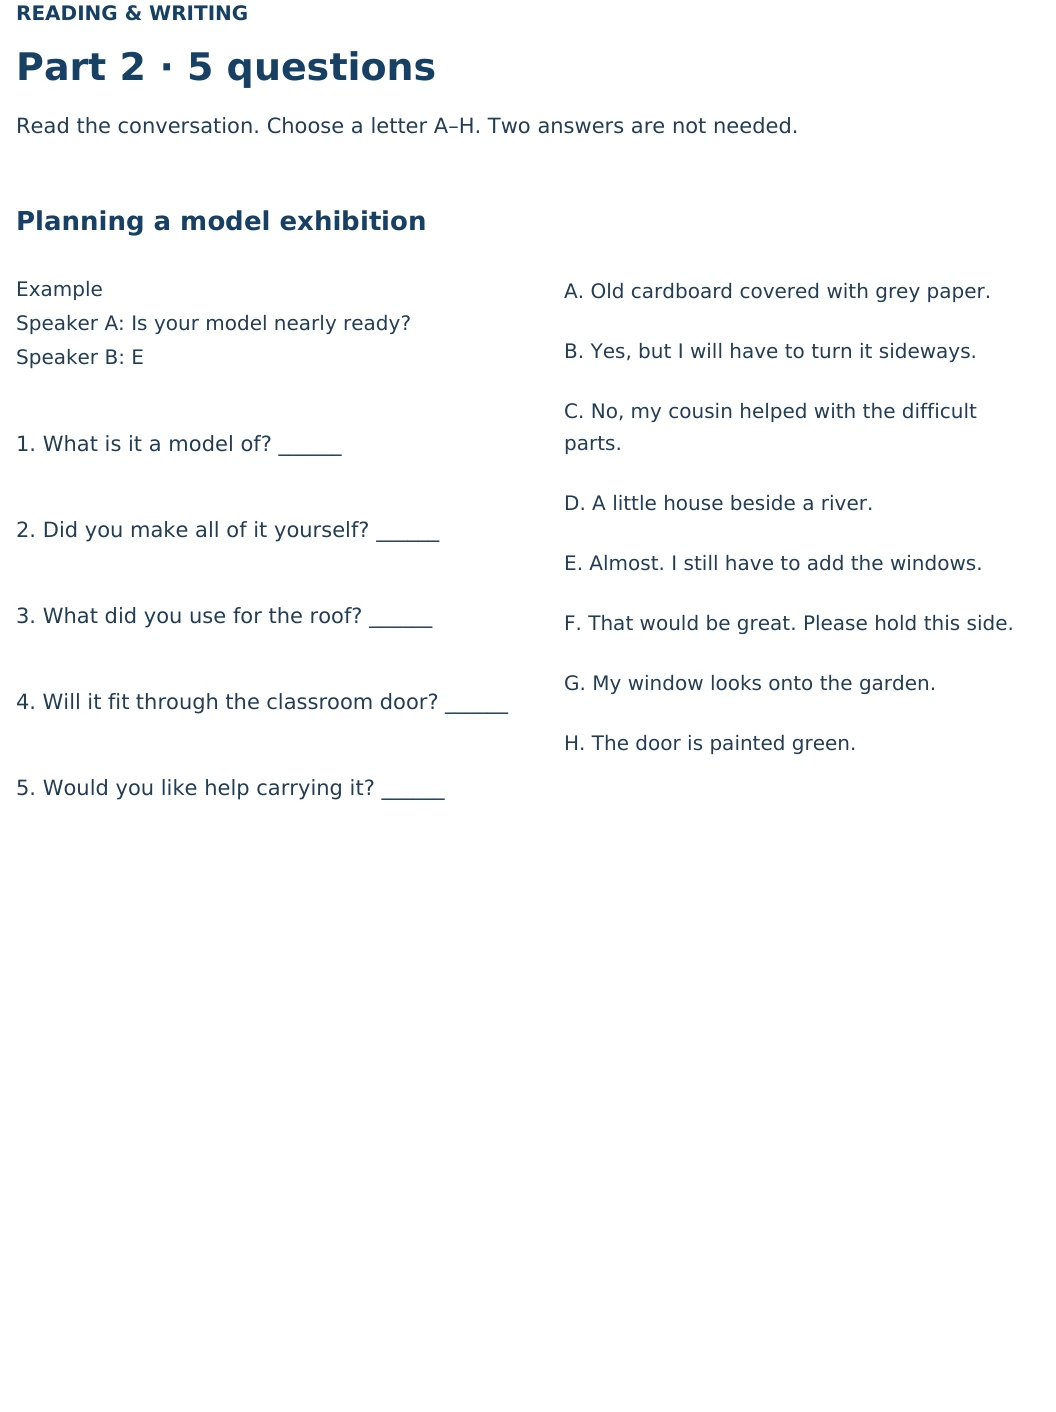 READING & WRITING
Part 2 · 5 questions
Read the conversation. Choose a letter A–H. Two answers are not needed.
Planning a model exhibition
Example
Speaker A: Is your model nearly ready?
Speaker B: E
1. What is it a model of? ______
2. Did you make all of it yourself? ______
3. What did you use for the roof? ______
4. Will it fit through the classroom door? ______
5. Would you like help carrying it? ______
A. Old cardboard covered with grey paper.
B. Yes, but I will have to turn it sideways.
C. No, my cousin helped with the difficult
parts.
D. A little house beside a river.
E. Almost. I still have to add the windows.
F. That would be great. Please hold this side.
G. My window looks onto the garden.
H. The door is painted green.